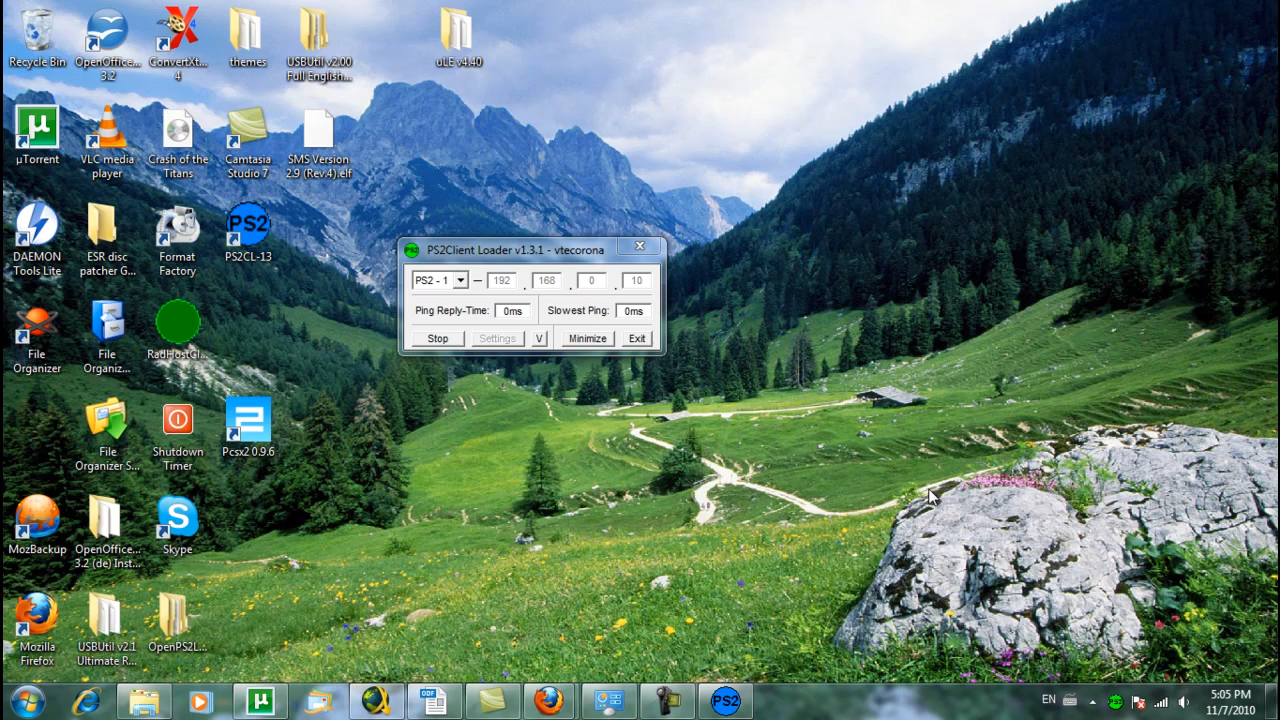 Recycle Bin
OpenOffice...
3.2
ConvertXt...
4
themes
USBUtil v2.00
Full English...
uLE v4.40
µTorrent
VLC media
player
Crash of the
Titans
Camtasia
Studio 7
SMS Version
2.9 (Rev.4).elf
DAEMON
Tools Lite
ESR disc
patcher G...
Format
Factory
PS2
PS2CL-13
File
Organizer
File
Organiz...
RadHostCl...
File
Organizer S...
Shutdown
Timer
Pcsx2 0.9.6
MozBackup
OpenOffice...
3.2 (de) Inst...
Skype
Mozilla
Firefox
USBUtil v2.1
Ultimate R...
OpenPS2L...
PS2 PS2Client Loader v1.3.1 - vtecorona
PS2 - 1 192 . 168 . 0 . 10
Ping Reply-Time: 0ms Slowest Ping: 0ms
Stop Settings V Minimize Exit
ODF
PS2
EN
PS2
5:05 PM
11/7/2010